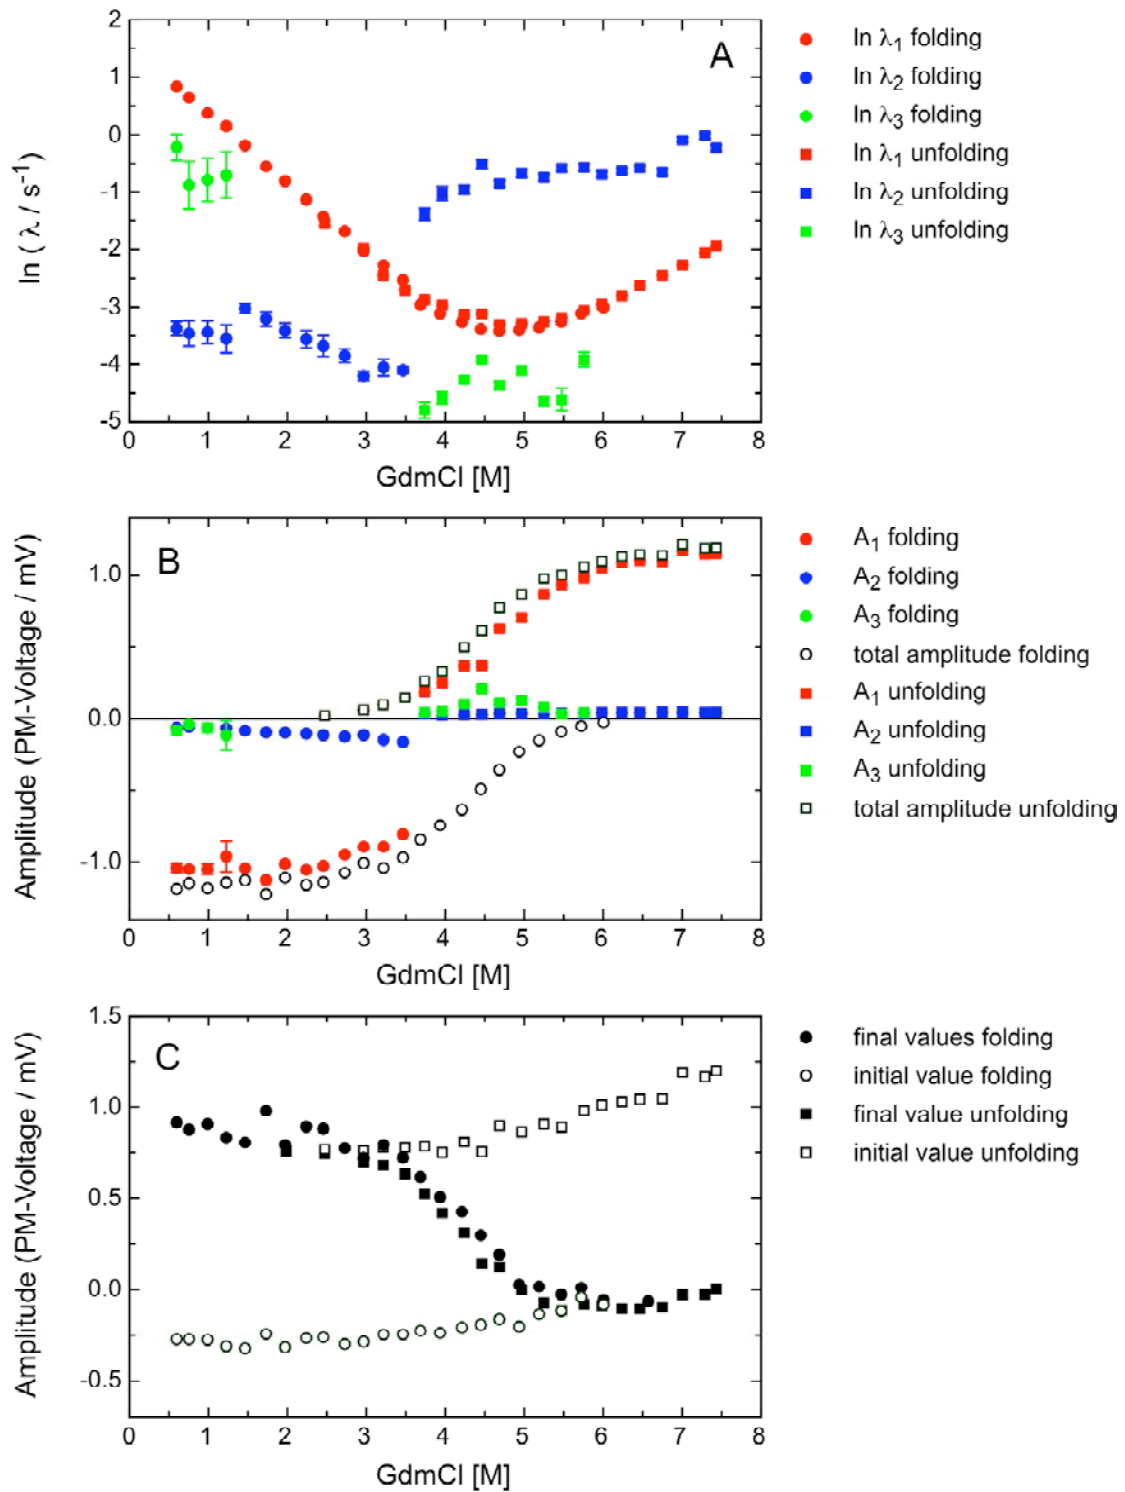 A
ln ( λ / s-1)
2
1
0
-1
-2
-3
-4
-5
0 1 2 3 4 5 6 7 8
GdmCl [M]
ln λ1 folding
ln λ2 folding
ln λ3 folding
ln λ1 unfolding
ln λ2 unfolding
ln λ3 unfolding
B
Amplitude (PM-Voltage / mV)
1.0
0.0
-1.0
0 1 2 3 4 5 6 7 8
GdmCl [M]
A1 folding
A2 folding
A3 folding
total amplitude folding
A1 unfolding
A2 unfolding
A3 unfolding
total amplitude unfolding
C
Amplitude (PM-Voltage / mV)
1.5
1.0
0.5
0.0
-0.5
0 1 2 3 4 5 6 7 8
GdmCl [M]
final values folding
initial value folding
final value unfolding
initial value unfolding